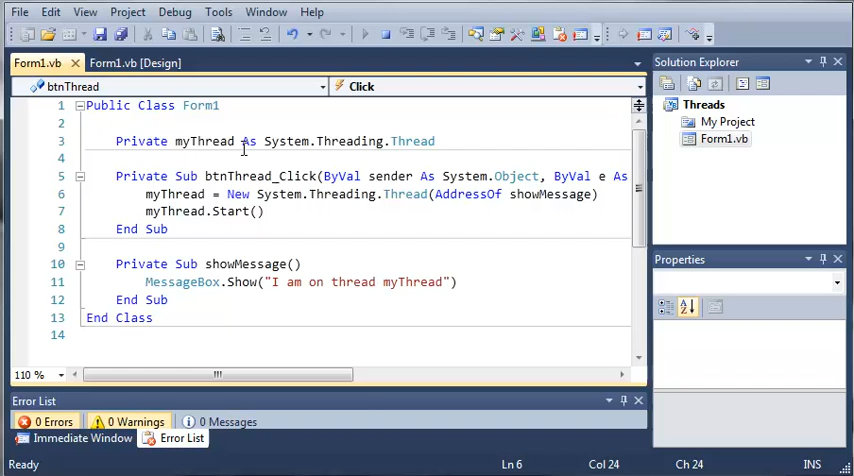 File Edit View Project Debug Tools Window Help
Form1.vb Form1.vb [Design]
btnThread Click
1 Public Class Form1
2
3 Private myThread As System.Threading.Thread
4
5 Private Sub btnThread_Click(ByVal sender As System.Object, ByVal e As
6 myThread = New System.Threading.Thread(AddressOf showMessage)
7 myThread.Start()
8 End Sub
9
10 Private Sub showMessage()
11 MessageBox.Show("I am on thread myThread")
12 End Sub
13 End Class
14
110 %
Solution Explorer
Threads
My Project
Form1.vb
Properties
A
Z
Error List
0 Errors 0 Warnings 0 Messages
Immediate Window Error List
Ready Ln 6 Col 24 Ch 24 INS